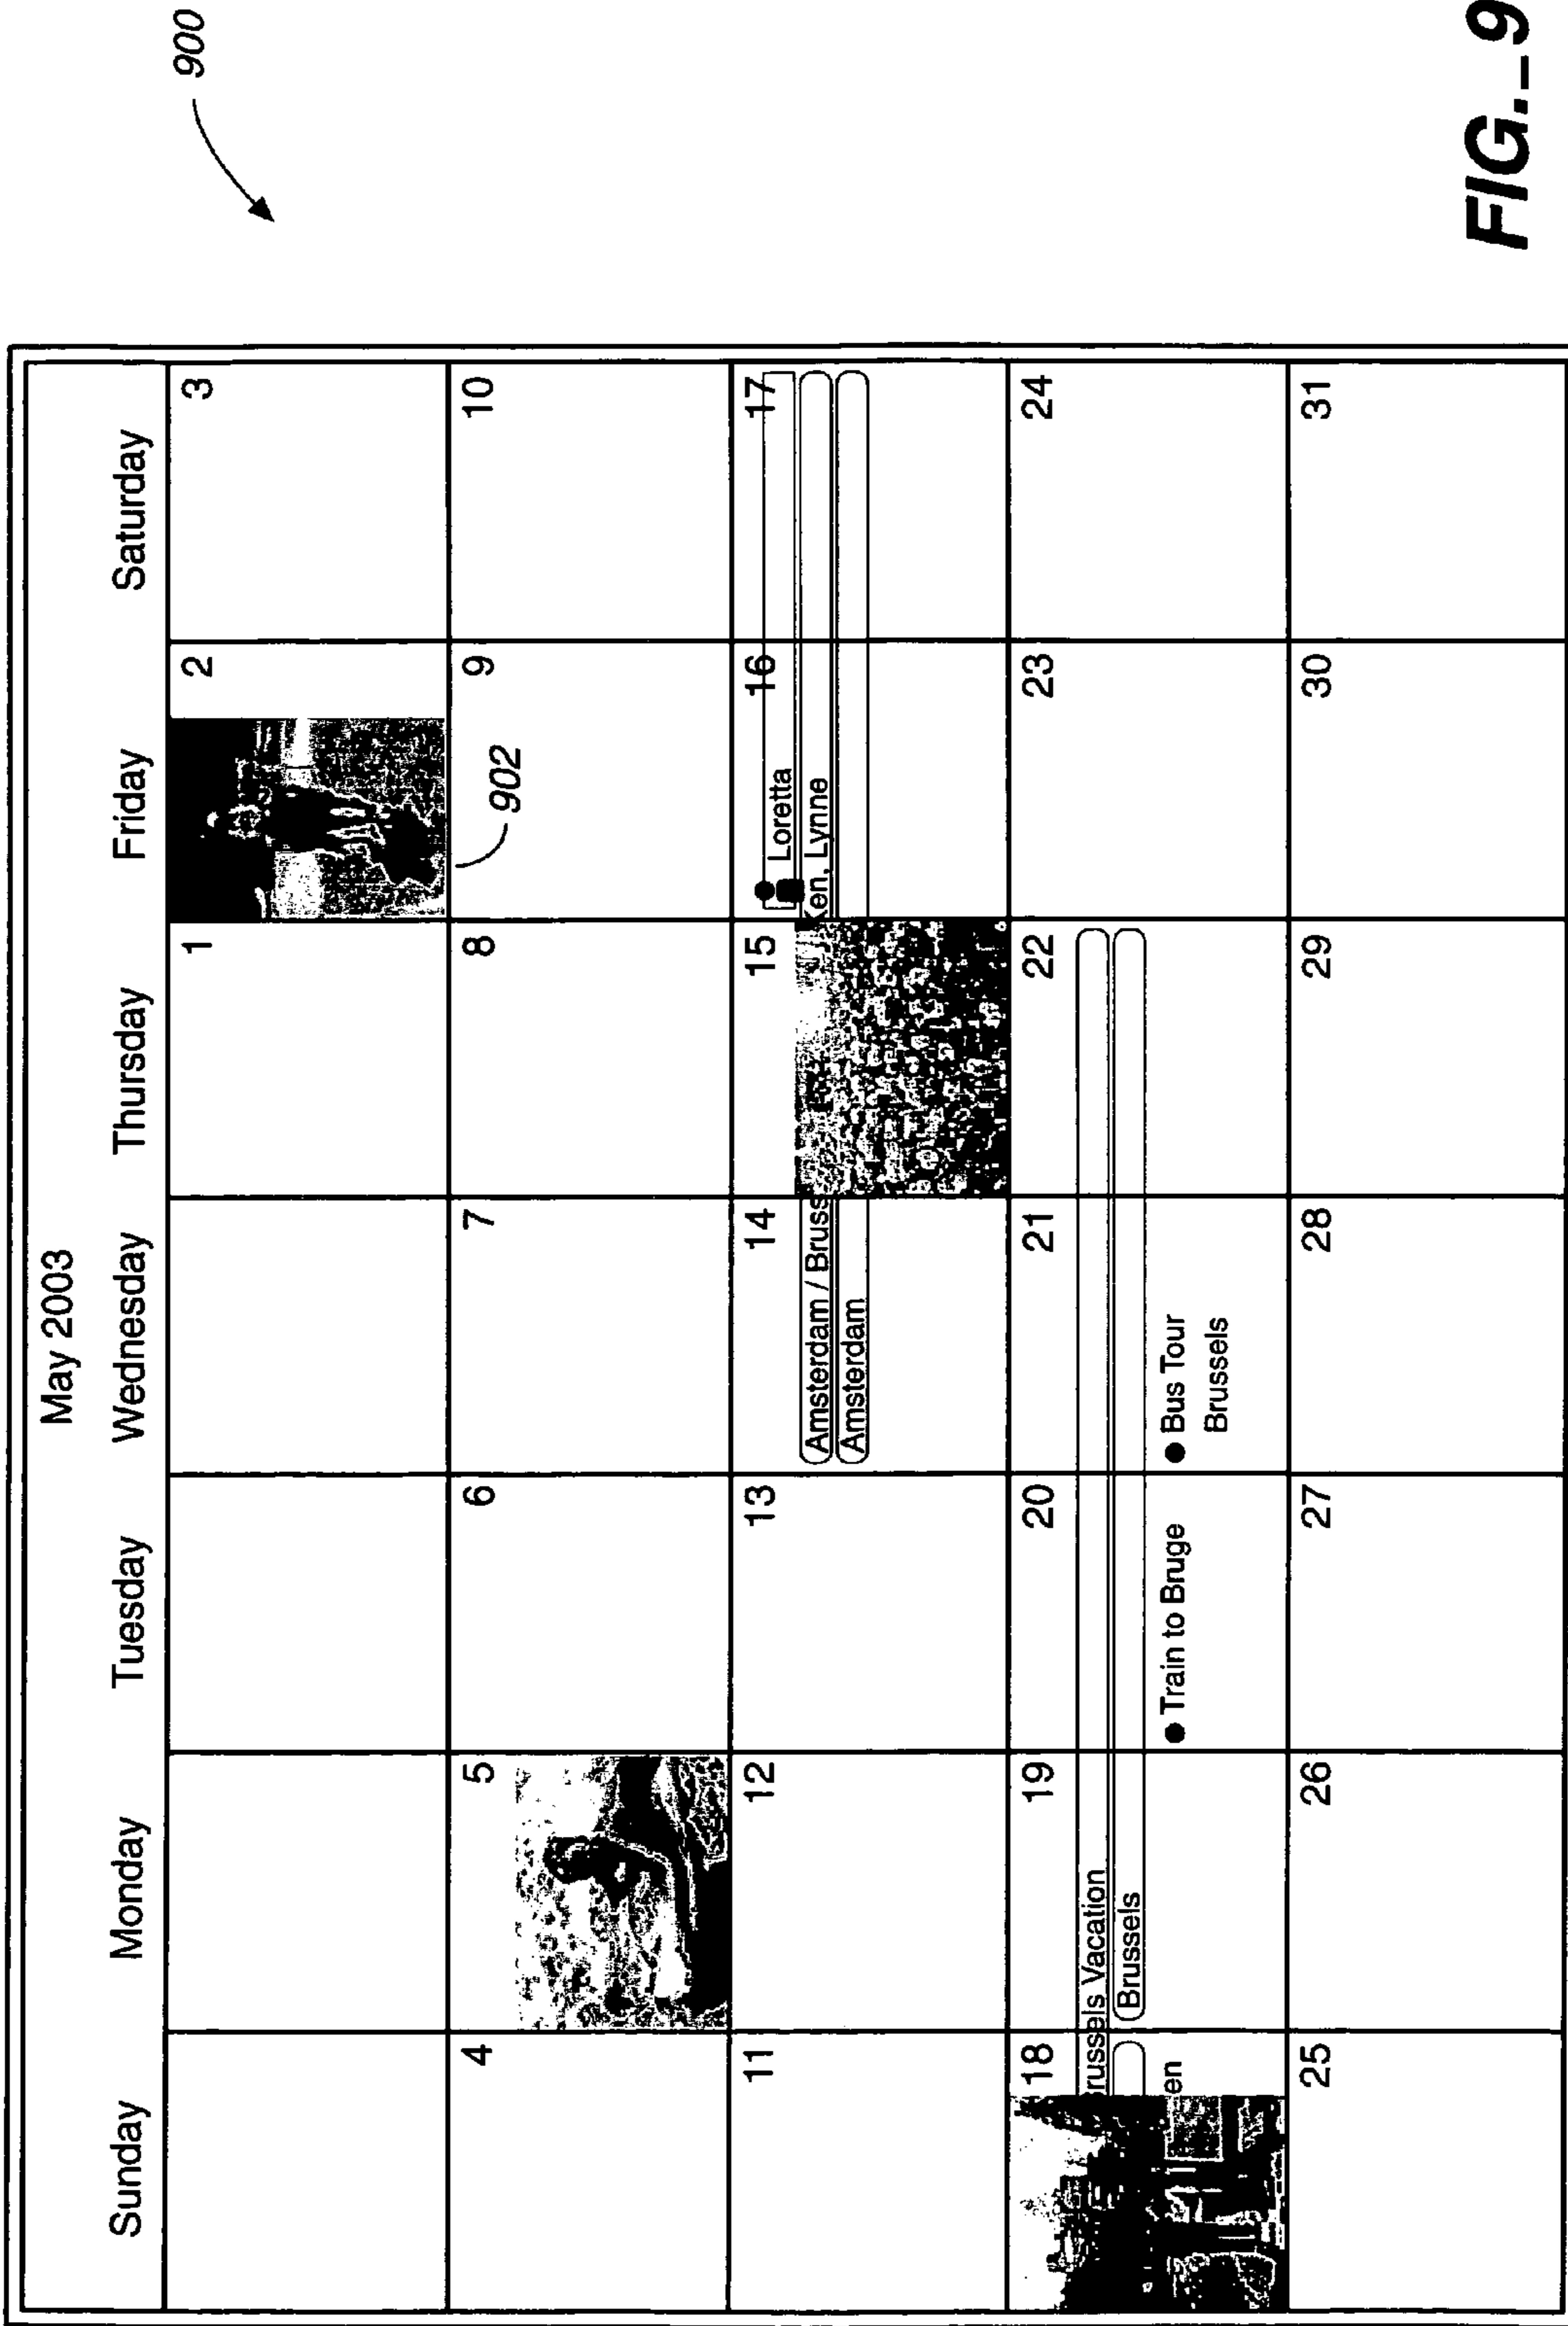 May 2003
Sunday Monday Tuesday Wednesday Thursday Friday Saturday
1 2 3
4 5 6 7 8 9 10
902
11 12 13 14 15 16 17
Loretta
Amsterdam / Bruss Ken, Lynne
Amsterdam
18 19 20 21 22 23 24
russels Vacation
Brussels
en ● Train to Bruge ● Bus Tour
Brussels
25 26 27 28 29 30 31
900
FIG._9